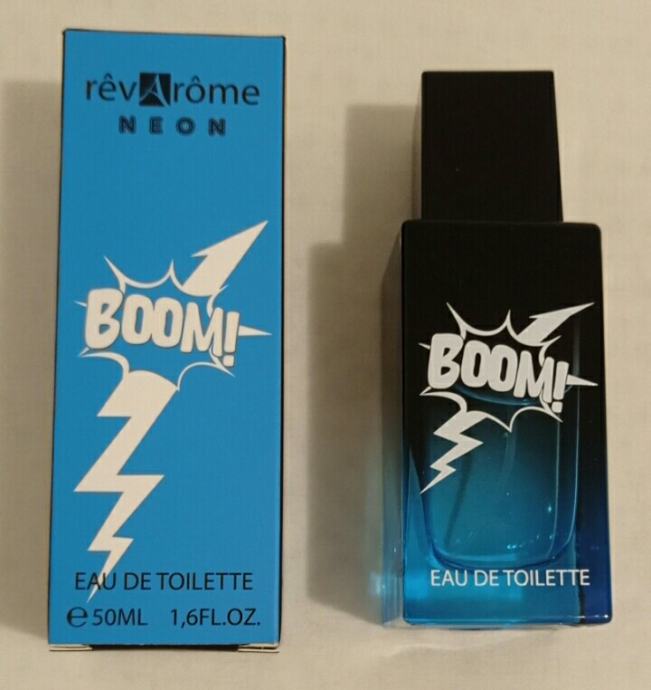 rêvArôme
NEON
BOOM!
EAU DE TOILETTE
℮ 50ML 1,6FL.OZ.
BOOM!
EAU DE TOILETTE